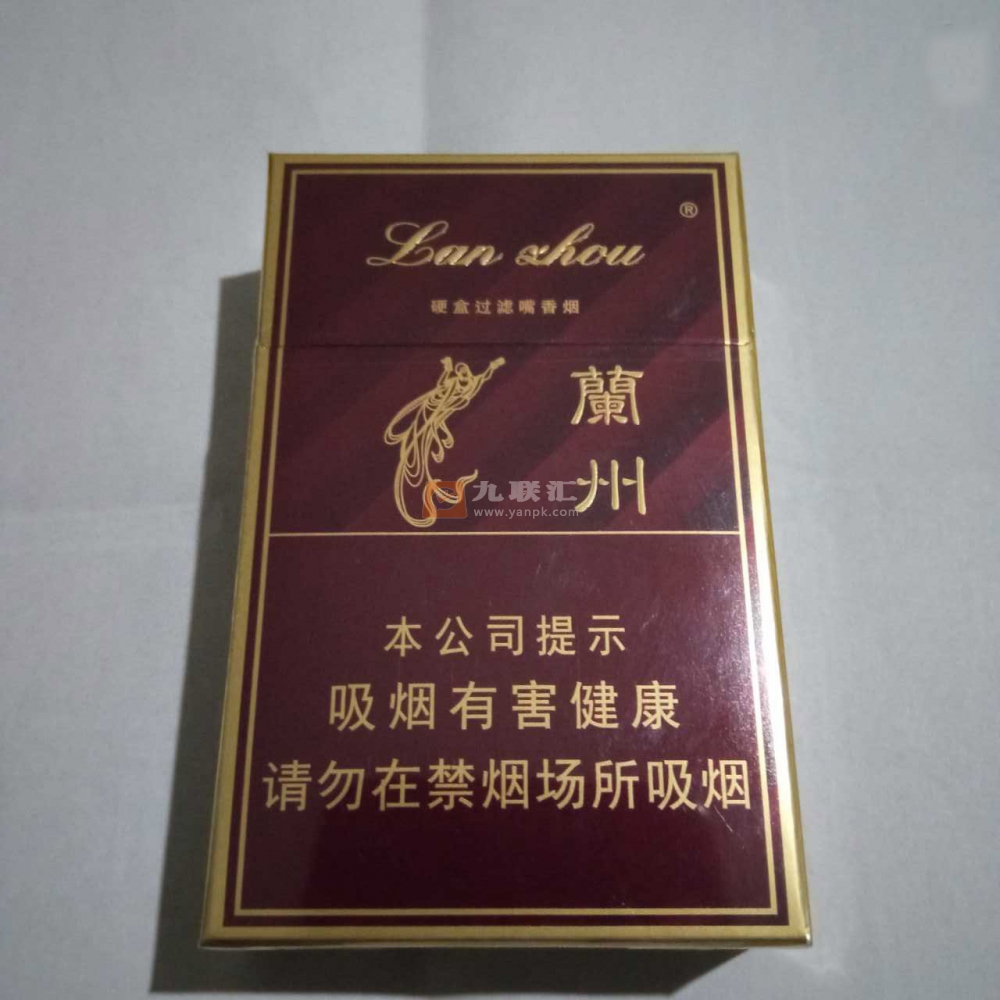 Lan zhou ®
硬盒过滤嘴香烟
蘭
州
九联汇
www.yanpk.com
本公司提示
吸烟有害健康
请勿在禁烟场所吸烟